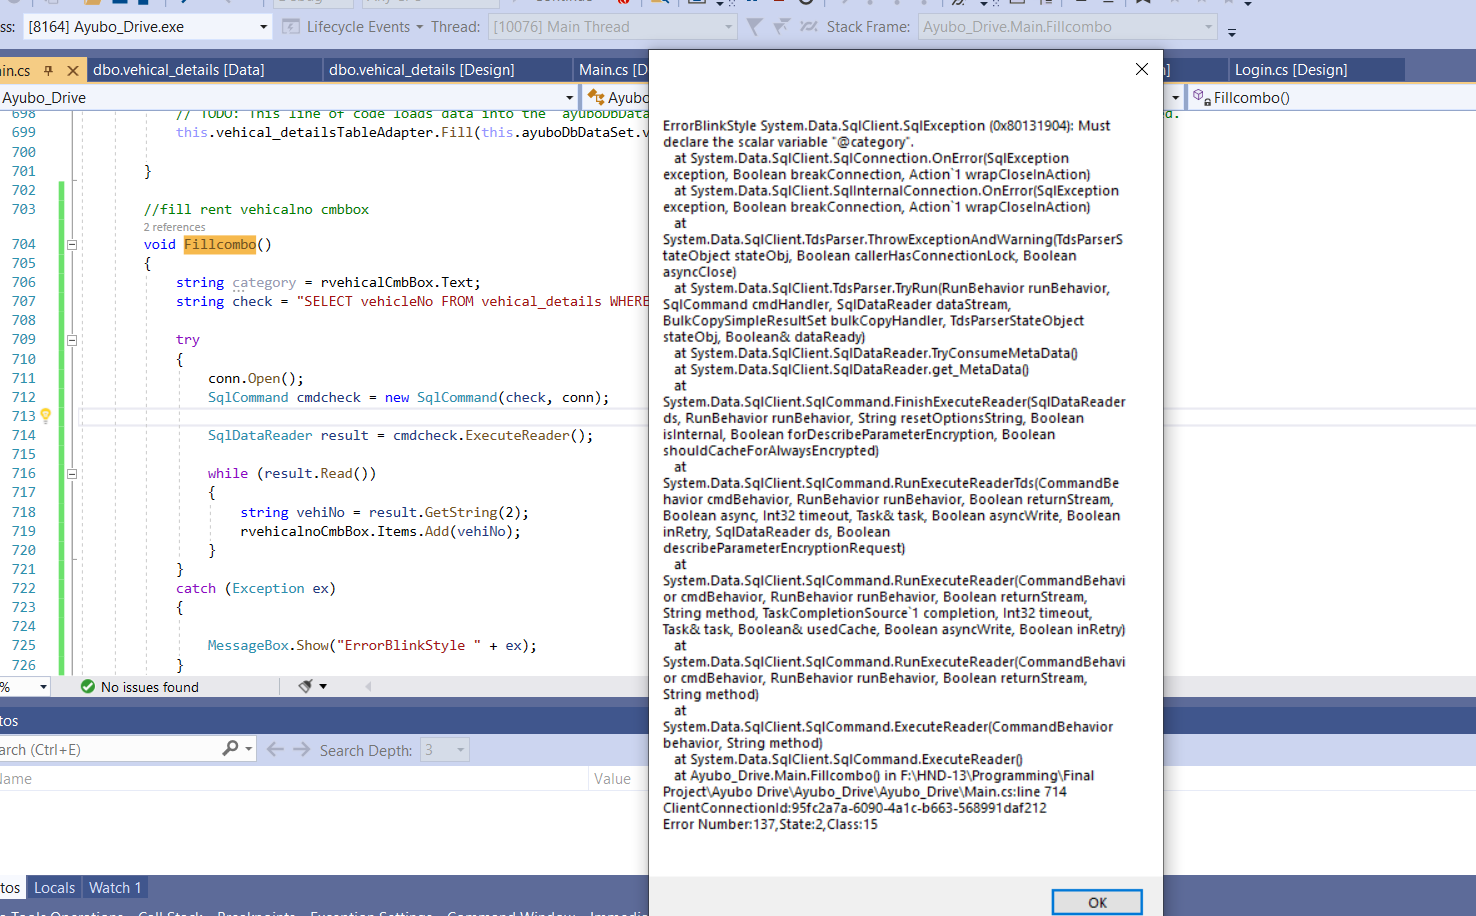 ss: [8164] Ayubo_Drive.exe Lifecycle Events Thread: [10076] Main Thread Stack Frame: Ayubo_Drive.Main.Fillcombo
in.cs dbo.vehical_details [Data] dbo.vehical_details [Design] Main.cs [D n] Login.cs [Design]
Ayubo_Drive Ayubo Fillcombo()
698 // TODO: This line of code loads data into the 'ayuboDbData d.
699 this.vehical_detailsTableAdapter.Fill(this.ayuboDbDataSet.v
700
701 }
702
703 //fill rent vehicalno cmbbox
2 references
704 void Fillcombo()
705 {
706 string category = rvehicalCmbBox.Text;
707 string check = "SELECT vehicleNo FROM vehical_details WHERE
708
709 try
710 {
711 conn.Open();
712 SqlCommand cmdcheck = new SqlCommand(check, conn);
713
714 SqlDataReader result = cmdcheck.ExecuteReader();
715
716 while (result.Read())
717 {
718 string vehiNo = result.GetString(2);
719 rvehicalnoCmbBox.Items.Add(vehiNo);
720 }
721 }
722 catch (Exception ex)
723 {
724
725 MessageBox.Show("ErrorBlinkStyle " + ex);
726 }
% No issues found
tos
arch (Ctrl+E) Search Depth: 3
Name Value
tos Locals Watch 1
ErrorBlinkStyle System.Data.SqlClient.SqlException (0x80131904): Must
declare the scalar variable "@category".
at System.Data.SqlClient.SqlConnection.OnError(SqlException
exception, Boolean breakConnection, Action`1 wrapCloseInAction)
at System.Data.SqlClient.SqlInternalConnection.OnError(SqlException
exception, Boolean breakConnection, Action`1 wrapCloseInAction)
at
System.Data.SqlClient.TdsParser.ThrowExceptionAndWarning(TdsParserS
tateObject stateObj, Boolean callerHasConnectionLock, Boolean
asyncClose)
at System.Data.SqlClient.TdsParser.TryRun(RunBehavior runBehavior,
SqlCommand cmdHandler, SqlDataReader dataStream,
BulkCopySimpleResultSet bulkCopyHandler, TdsParserStateObject
stateObj, Boolean& dataReady)
at System.Data.SqlClient.SqlDataReader.TryConsumeMetaData()
at System.Data.SqlClient.SqlDataReader.get_MetaData()
at
System.Data.SqlClient.SqlCommand.FinishExecuteReader(SqlDataReader
ds, RunBehavior runBehavior, String resetOptionsString, Boolean
isInternal, Boolean forDescribeParameterEncryption, Boolean
shouldCacheForAlwaysEncrypted)
at
System.Data.SqlClient.SqlCommand.RunExecuteReaderTds(CommandBe
havior cmdBehavior, RunBehavior runBehavior, Boolean returnStream,
Boolean async, Int32 timeout, Task& task, Boolean asyncWrite, Boolean
inRetry, SqlDataReader ds, Boolean
describeParameterEncryptionRequest)
at
System.Data.SqlClient.SqlCommand.RunExecuteReader(CommandBehavi
or cmdBehavior, RunBehavior runBehavior, Boolean returnStream,
String method, TaskCompletionSource`1 completion, Int32 timeout,
Task& task, Boolean& usedCache, Boolean asyncWrite, Boolean inRetry)
at
System.Data.SqlClient.SqlCommand.RunExecuteReader(CommandBehavi
or cmdBehavior, RunBehavior runBehavior, Boolean returnStream,
String method)
at
System.Data.SqlClient.SqlCommand.ExecuteReader(CommandBehavior
behavior, String method)
at System.Data.SqlClient.SqlCommand.ExecuteReader()
at Ayubo_Drive.Main.Fillcombo() in F:\HND-13\Programming\Final
Project\Ayubo Drive\Ayubo_Drive\Ayubo_Drive\Main.cs:line 714
ClientConnectionId:95fc2a7a-6090-4a1c-b663-568991daf212
Error Number:137,State:2,Class:15
OK